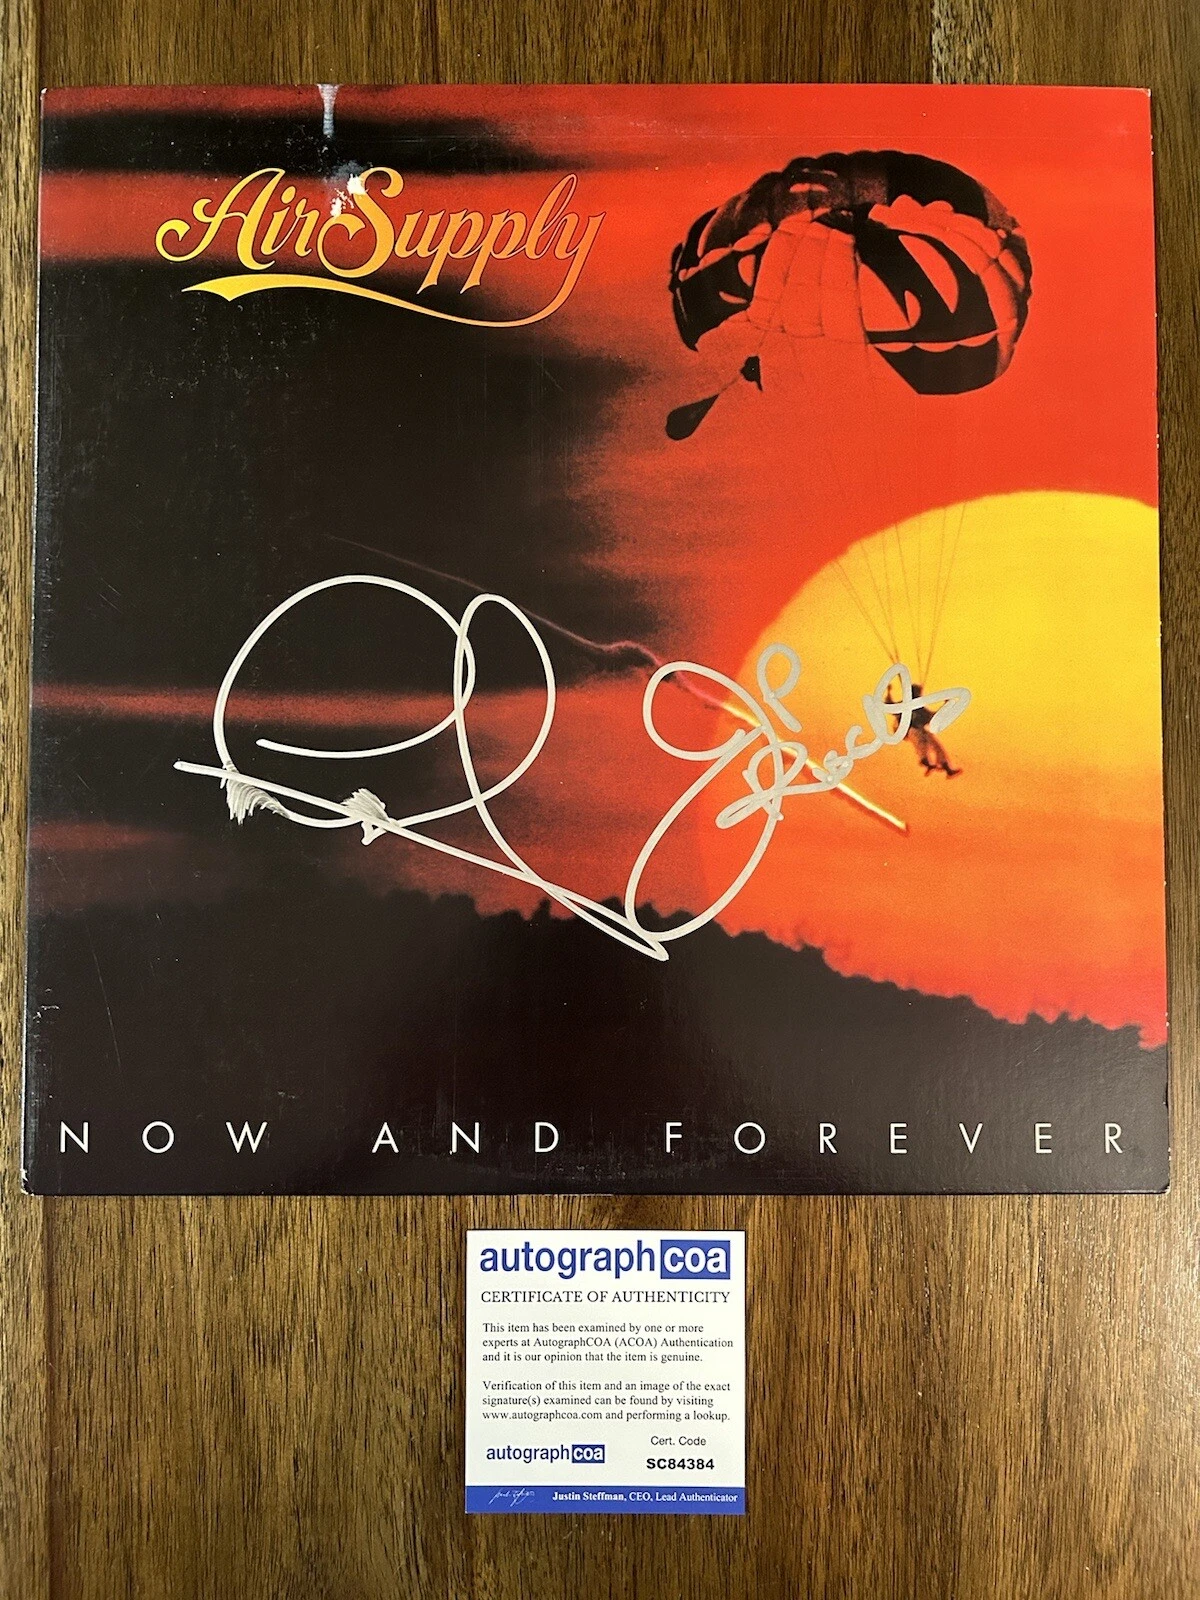 Air Supply
NOW AND FOREVER
autographcoa
CERTIFICATE OF AUTHENTICITY
This item has been examined by one or more
experts at AutographCOA (ACOA) Authentication
and it is our opinion that the item is genuine.
Verification of this item and an image of the exact
signature(s) examined can be found by visiting
www.autographcoa.com and performing a lookup.
Cert. Code
autographcoa
SC84384
Justin Steffman, CEO, Lead Authenticator